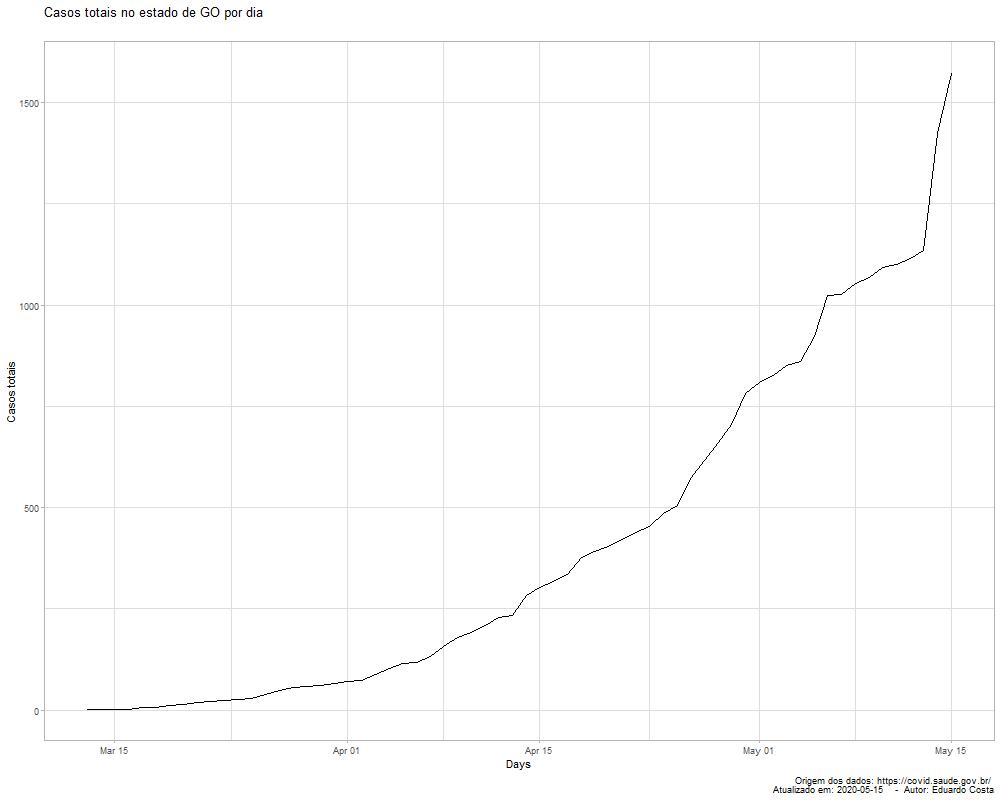 Casos totais no estado de GO por dia
Casos totais
1500
1000
500
0
Mar 15
Apr 01
Apr 15
May 01
May 15
Days
Origem dos dados: https://covid.saude.gov.br/
Atualizado em: 2020-05-15 - Autor: Eduardo Costa